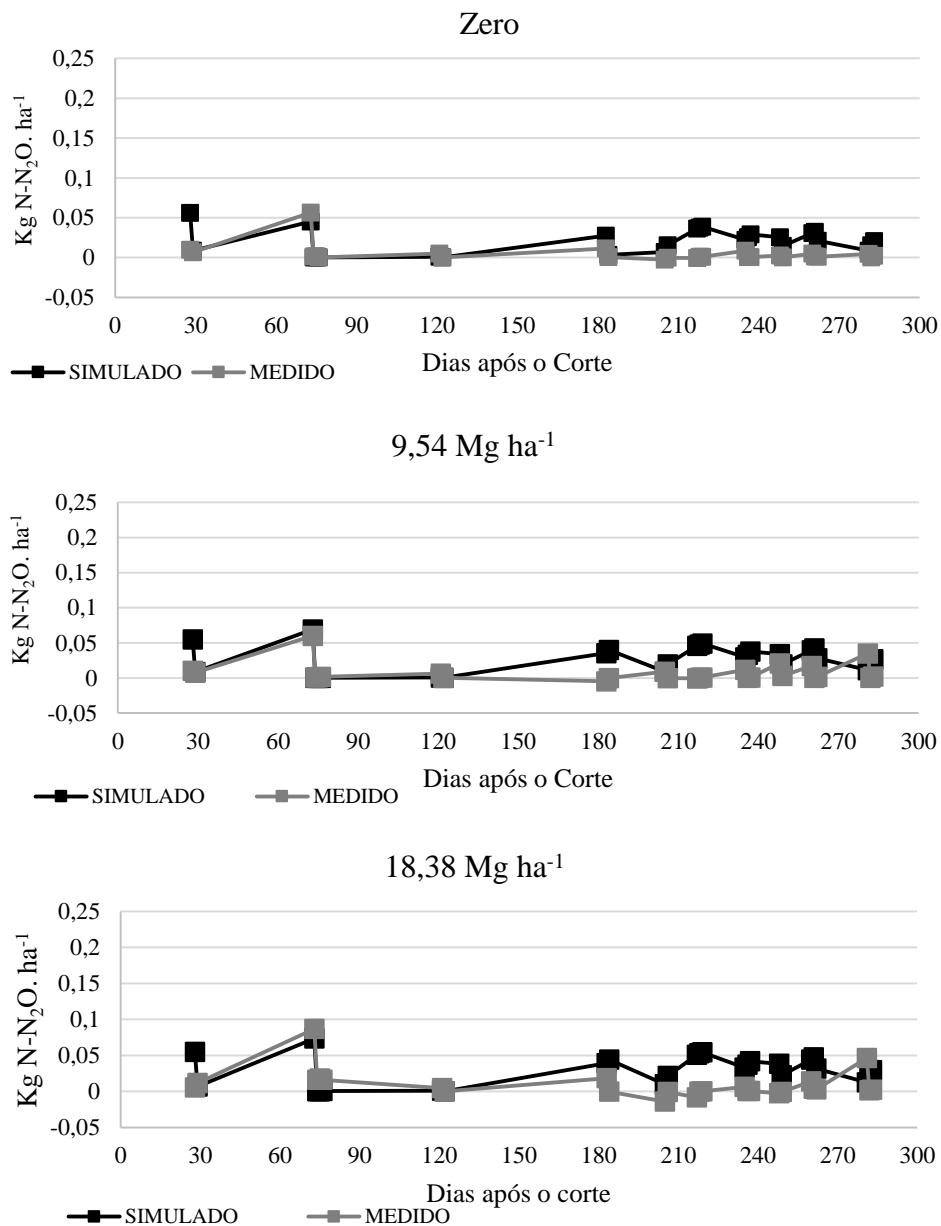 Zero
Kg N-N₂O. ha⁻¹
0,25
0,2
0,15
0,1
0,05
0
-0,05
0 30 60 90 120 150 180 210 240 270 300
Dias após o Corte
SIMULADO MEDIDO
9,54 Mg ha⁻¹
Kg N-N₂O. ha⁻¹
0,25
0,2
0,15
0,1
0,05
0
-0,05
0 30 60 90 120 150 180 210 240 270 300
Dias após o Corte
SIMULADO MEDIDO
18,38 Mg ha⁻¹
Kg N-N₂O. ha⁻¹
0,25
0,2
0,15
0,1
0,05
0
-0,05
0 30 60 90 120 150 180 210 240 270 300
Dias após o corte
SIMULADO MEDIDO